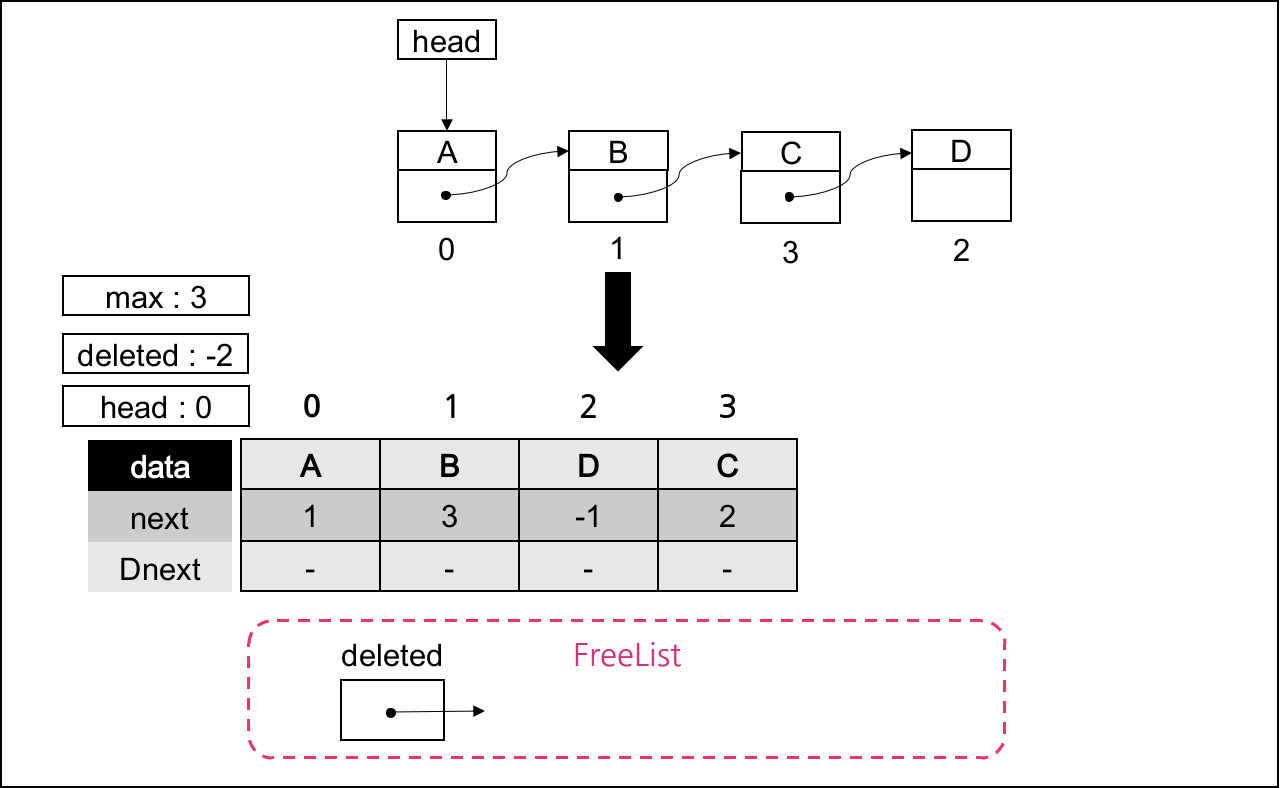 head
A B C D
0 1 3 2
max : 3
deleted : -2
head : 0
0 1 2 3
data A B D C
next 1 3 -1 2
Dnext - - - -
deleted FreeList